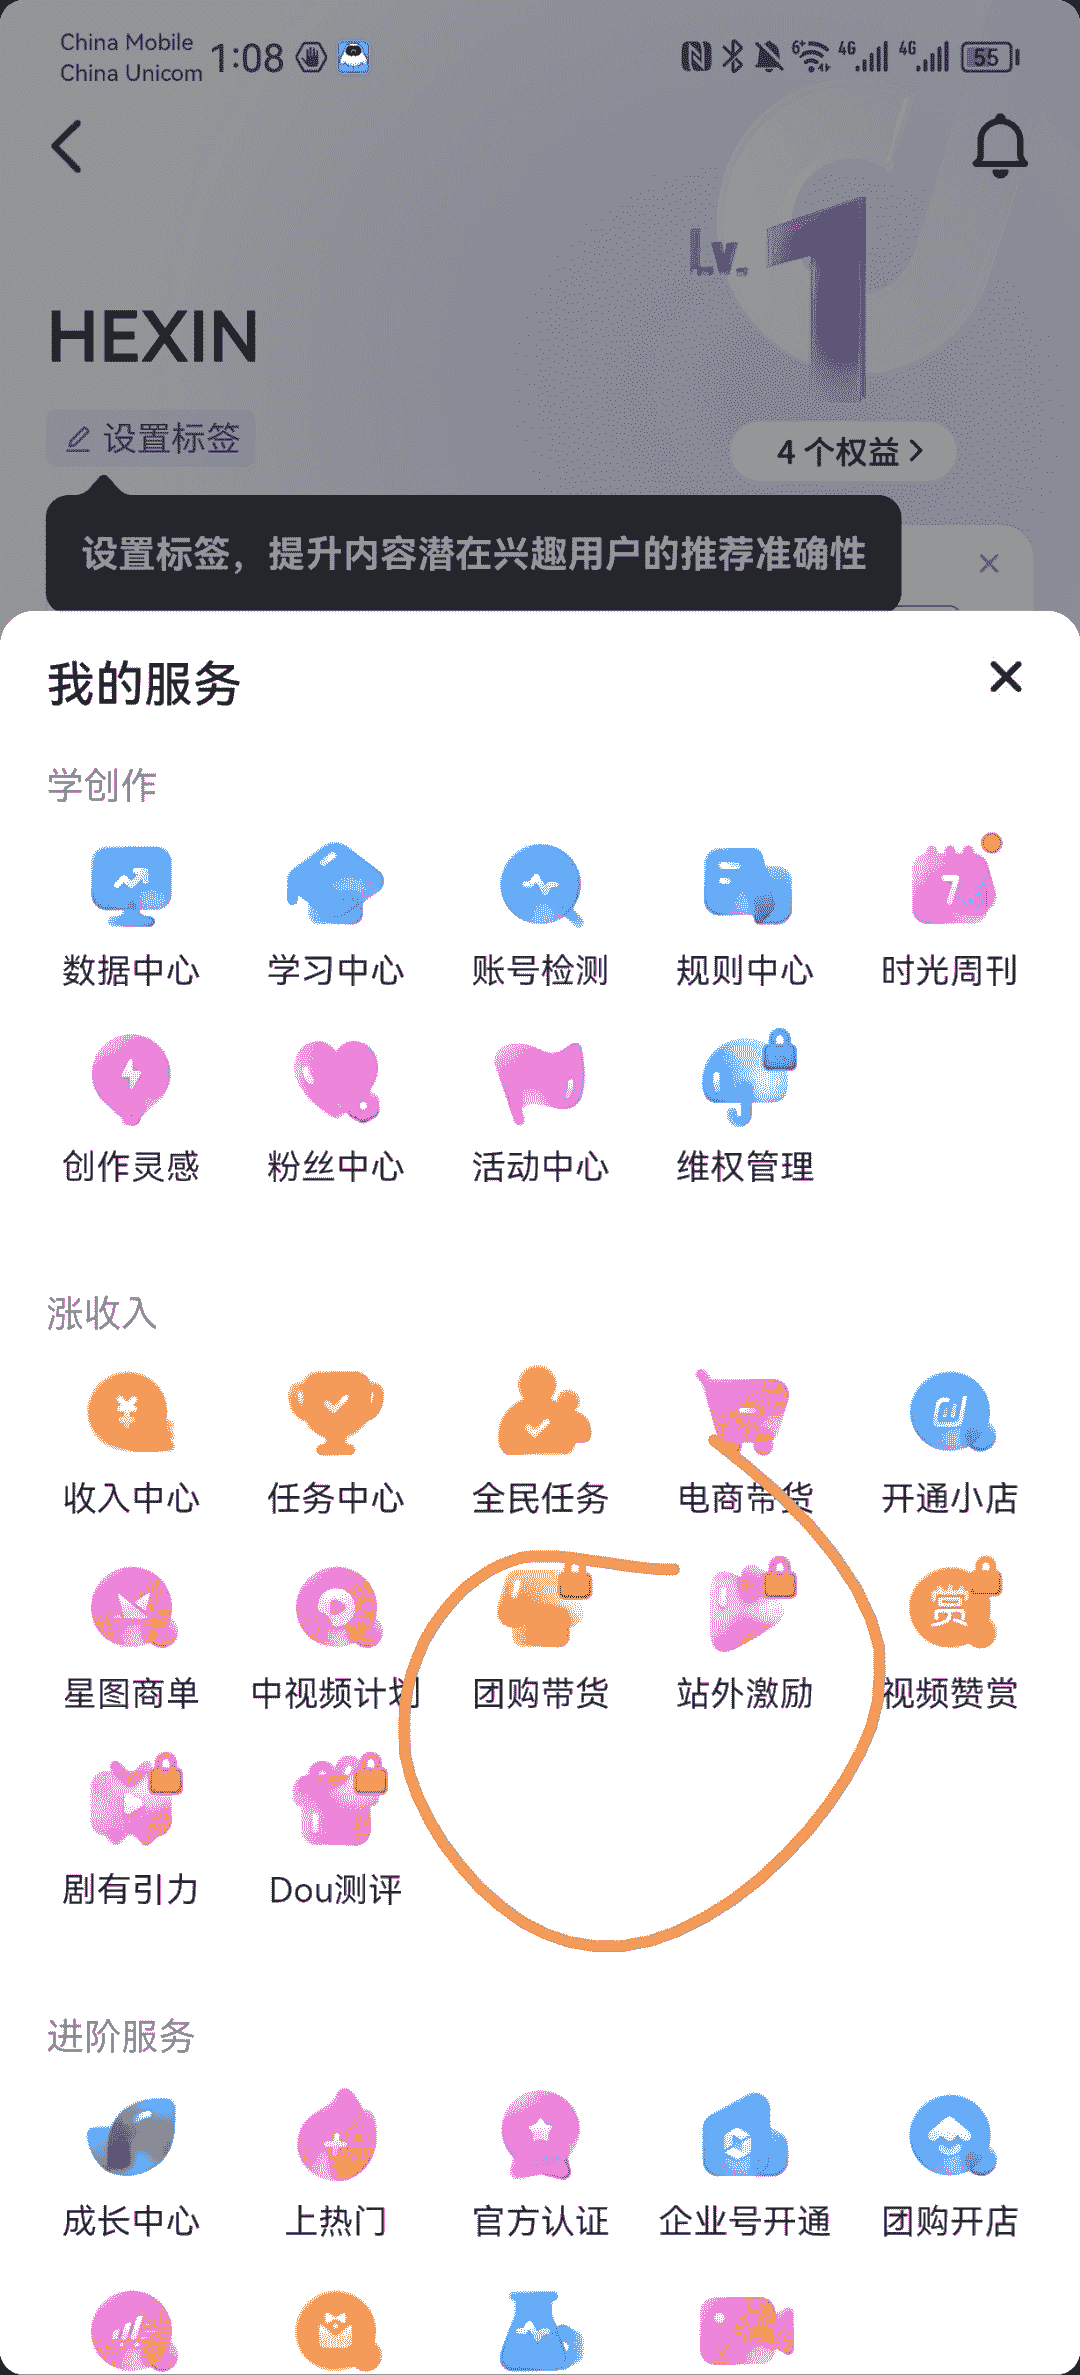 China Mobile
China Unicom
1:08
6+
4G
4G
55
Lv.
1
HEXIN
设置标签
4 个权益
设置标签，提升内容潜在兴趣用户的推荐准确性
我的服务
学创作
7
数据中心 学习中心 账号检测 规则中心 时光周刊
创作灵感 粉丝中心 活动中心 维权管理
涨收入
¥
收入中心 任务中心 全民任务 电商带货 开通小店
赏
星图商单 中视频计划 团购带货 站外激励 视频赞赏
剧有引力 Dou测评
进阶服务
成长中心 上热门 官方认证 企业号开通 团购开店